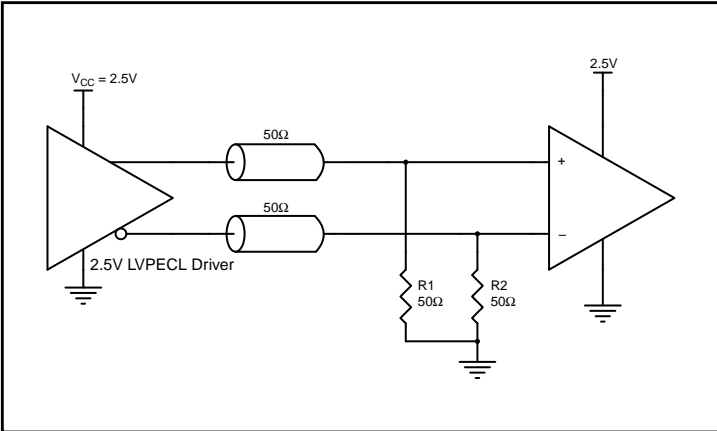 2.5V
V_CC = 2.5V
50Ω
+
50Ω
−
2.5V LVPECL Driver
R1
50Ω
R2
50Ω